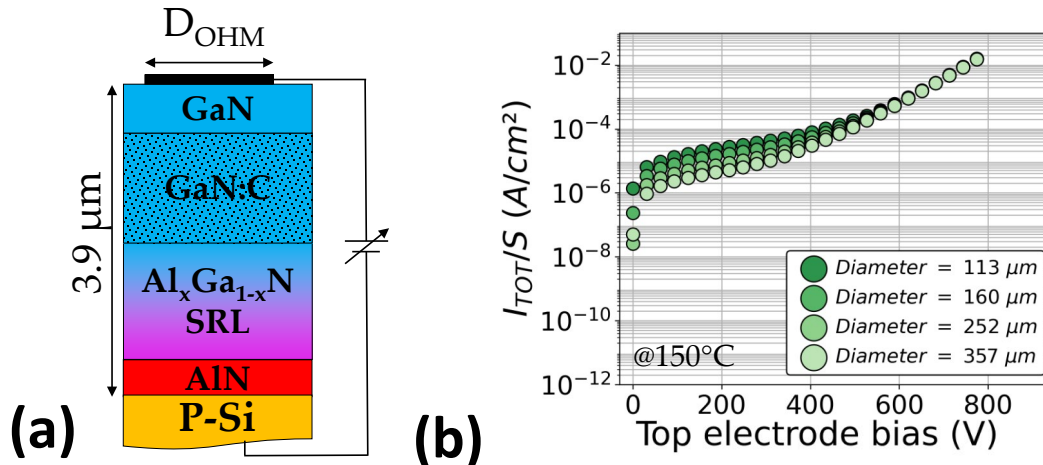 D_OHM
GaN
GaN:C
Al_xGa_{1-x}N
SRL
AlN
P-Si
3.9 μm
(a)
(b)
I_TOT/S (A/cm²)
10⁻²
10⁻⁴
10⁻⁶
10⁻⁸
10⁻¹⁰
10⁻¹²
@150°C
Diameter = 113 μm
Diameter = 160 μm
Diameter = 252 μm
Diameter = 357 μm
0 200 400 600 800
Top electrode bias (V)